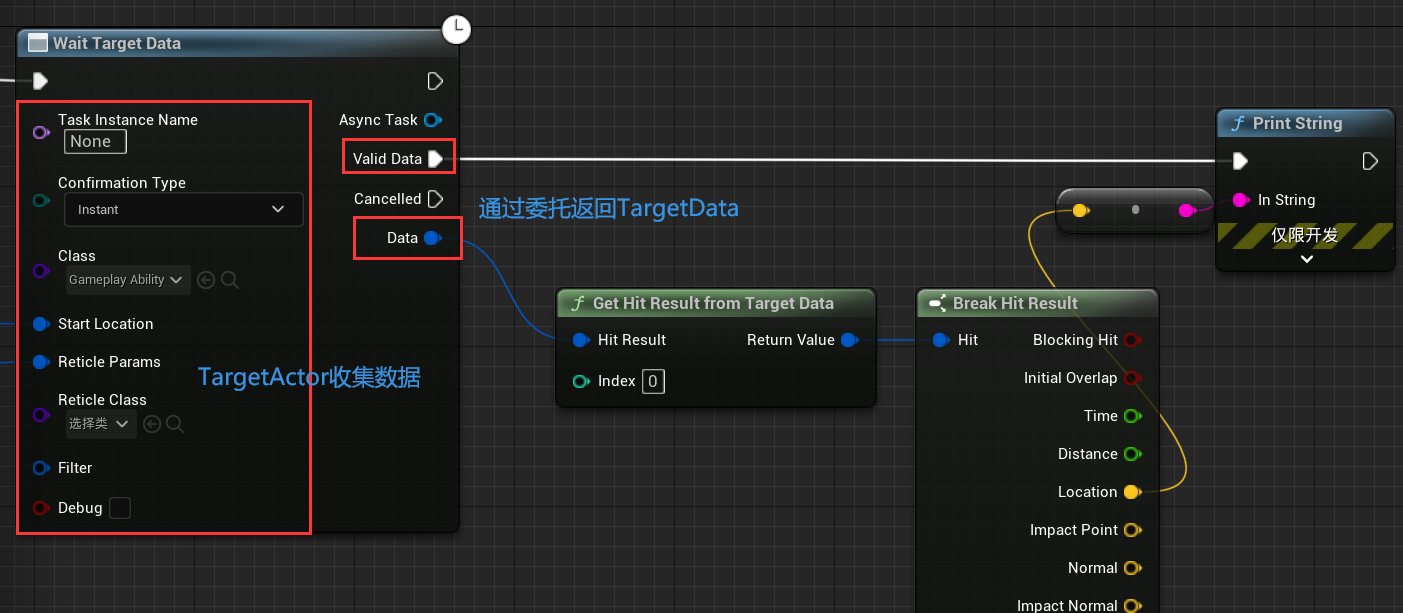 Wait Target Data
Task Instance Name
None
Async Task
Valid Data
Confirmation Type
Instant
Cancelled
Data
Class
Gameplay Ability
Start Location
Reticle Params
Reticle Class
选择类
Filter
Debug
TargetActor收集数据
通过委托返回TargetData
Get Hit Result from Target Data
Hit Result
Return Value
Index
0
Break Hit Result
Hit
Blocking Hit
Initial Overlap
Time
Distance
Location
Impact Point
Normal
Impact Normal
Print String
In String
仅限开发